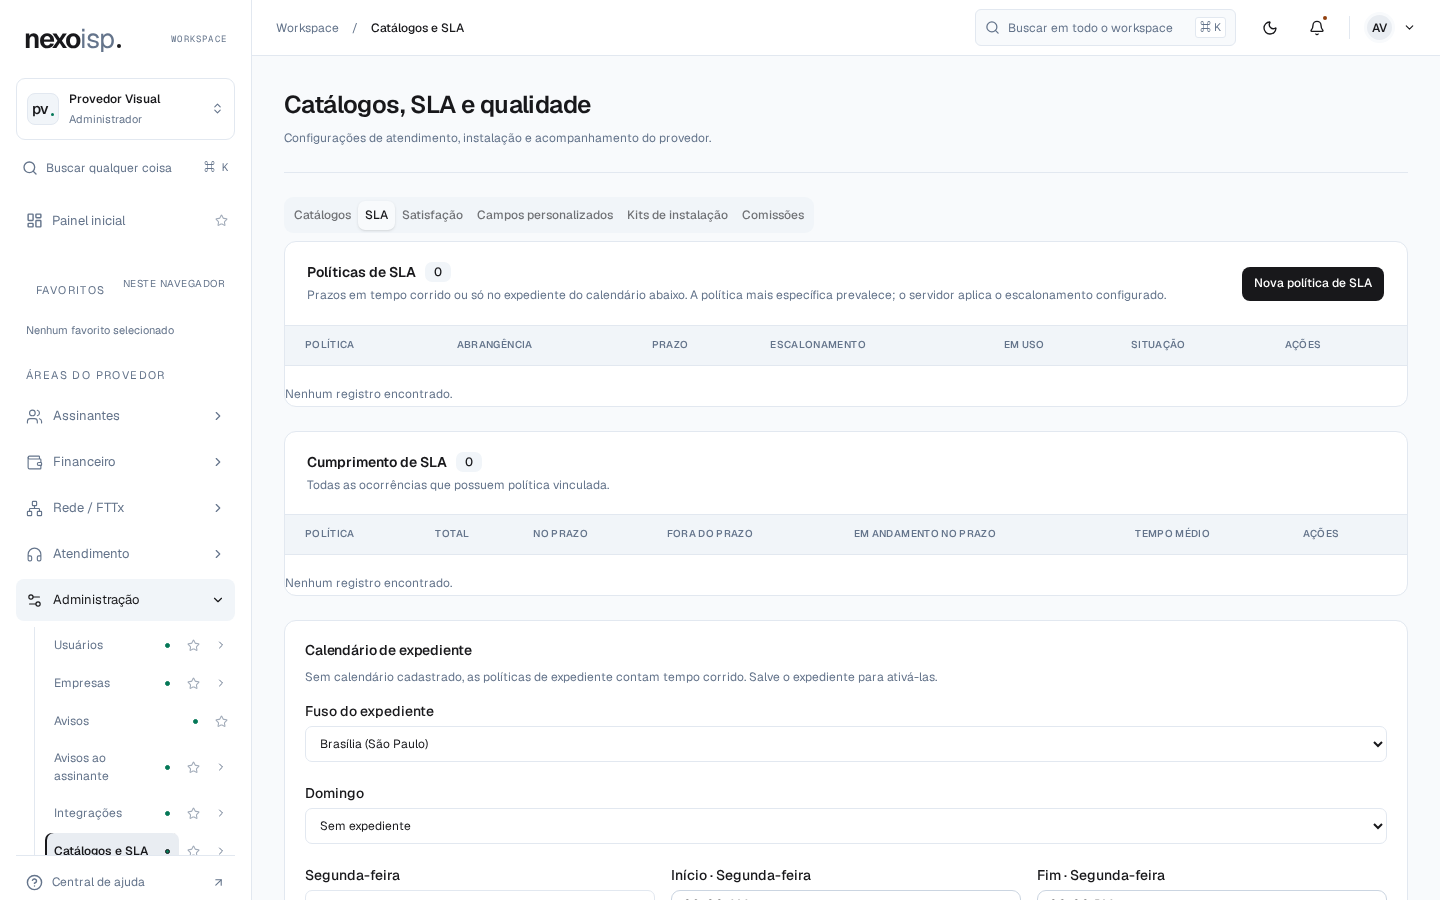 nexoisp.
WORKSPACE
pv.
Provedor Visual
Administrador
Buscar qualquer coisa
⌘ K
Painel inicial
FAVORITOS
NESTE NAVEGADOR
Nenhum favorito selecionado
ÁREAS DO PROVEDOR
Assinantes
Financeiro
Rede / FTTx
Atendimento
Administração
Usuários
Empresas
Avisos
Avisos ao
assinante
Integrações
Catálogos e SLA
Central de ajuda
Workspace / Catálogos e SLA
Buscar em todo o workspace
⌘ K
AV
Catálogos, SLA e qualidade
Configurações de atendimento, instalação e acompanhamento do provedor.
Catálogos SLA Satisfação Campos personalizados Kits de instalação Comissões
Políticas de SLA 0
Prazos em tempo corrido ou só no expediente do calendário abaixo. A política mais específica prevalece; o servidor aplica o escalonamento configurado.
Nova política de SLA
POLÍTICA ABRANGÊNCIA PRAZO ESCALONAMENTO EM USO SITUAÇÃO AÇÕES
Nenhum registro encontrado.
Cumprimento de SLA 0
Todas as ocorrências que possuem política vinculada.
POLÍTICA TOTAL NO PRAZO FORA DO PRAZO EM ANDAMENTO NO PRAZO TEMPO MÉDIO AÇÕES
Nenhum registro encontrado.
Calendário de expediente
Sem calendário cadastrado, as políticas de expediente contam tempo corrido. Salve o expediente para ativá-las.
Fuso do expediente
Brasília (São Paulo)
Domingo
Sem expediente
Segunda-feira Início · Segunda-feira Fim · Segunda-feira